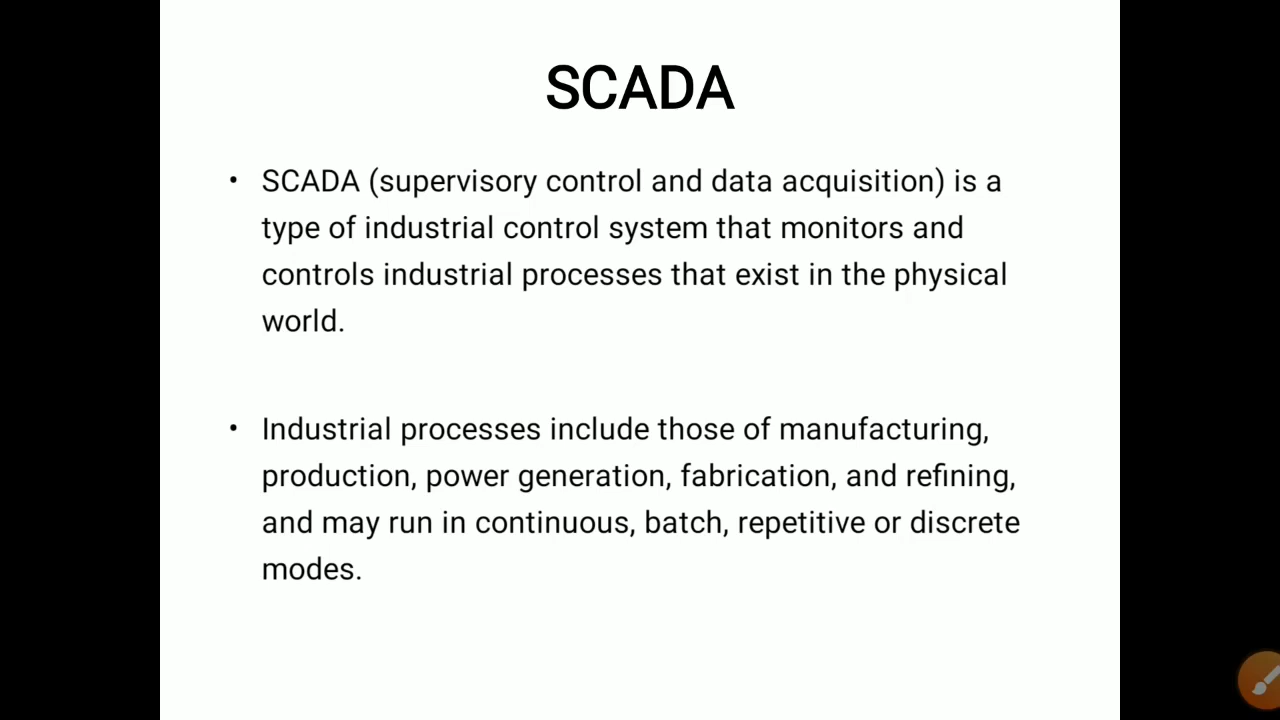 SCADA
• SCADA (supervisory control and data acquisition) is a
type of industrial control system that monitors and
controls industrial processes that exist in the physical
world.
• Industrial processes include those of manufacturing,
production, power generation, fabrication, and refining,
and may run in continuous, batch, repetitive or discrete
modes.